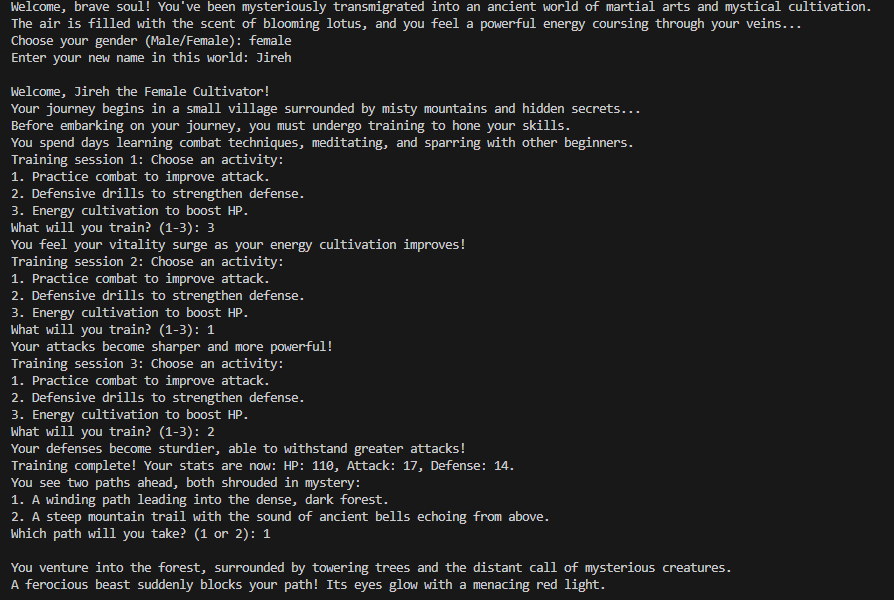 Welcome, brave soul! You've been mysteriously transmigrated into an ancient world of martial arts and mystical cultivation.
The air is filled with the scent of blooming lotus, and you feel a powerful energy coursing through your veins...
Choose your gender (Male/Female): female
Enter your new name in this world: Jireh
Welcome, Jireh the Female Cultivator!
Your journey begins in a small village surrounded by misty mountains and hidden secrets...
Before embarking on your journey, you must undergo training to hone your skills.
You spend days learning combat techniques, meditating, and sparring with other beginners.
Training session 1: Choose an activity:
1. Practice combat to improve attack.
2. Defensive drills to strengthen defense.
3. Energy cultivation to boost HP.
What will you train? (1-3): 3
You feel your vitality surge as your energy cultivation improves!
Training session 2: Choose an activity:
1. Practice combat to improve attack.
2. Defensive drills to strengthen defense.
3. Energy cultivation to boost HP.
What will you train? (1-3): 1
Your attacks become sharper and more powerful!
Training session 3: Choose an activity:
1. Practice combat to improve attack.
2. Defensive drills to strengthen defense.
3. Energy cultivation to boost HP.
What will you train? (1-3): 2
Your defenses become sturdier, able to withstand greater attacks!
Training complete! Your stats are now: HP: 110, Attack: 17, Defense: 14.
You see two paths ahead, both shrouded in mystery:
1. A winding path leading into the dense, dark forest.
2. A steep mountain trail with the sound of ancient bells echoing from above.
Which path will you take? (1 or 2): 1
You venture into the forest, surrounded by towering trees and the distant call of mysterious creatures.
A ferocious beast suddenly blocks your path! Its eyes glow with a menacing red light.